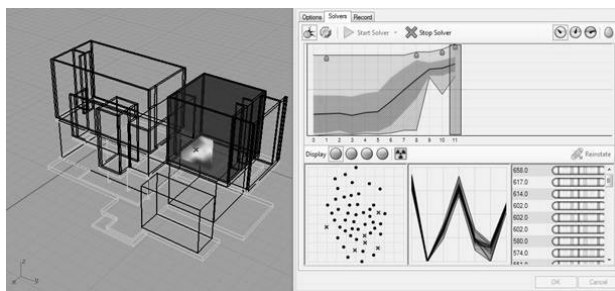 Options Solvers Record
Start Solver Stop Solver
0 1 2 3 4 5 6 7 8 9 10 11
Display Reinstate
658.0
617.0
614.0
602.0
602.0
602.0
580.0
574.0
OK Cancel